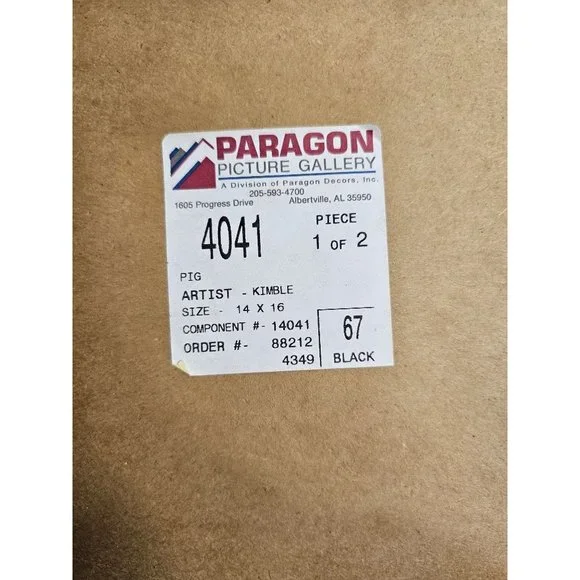 PARAGON
PICTURE GALLERY
A Division of Paragon Decors, Inc.
205-593-4700
1605 Progress Drive Albertville, AL 35950
4041
PIECE
1 OF 2
PIG
ARTIST - KIMBLE
SIZE - 14 X 16
COMPONENT #- 14041
ORDER #- 88212
4349
67
BLACK